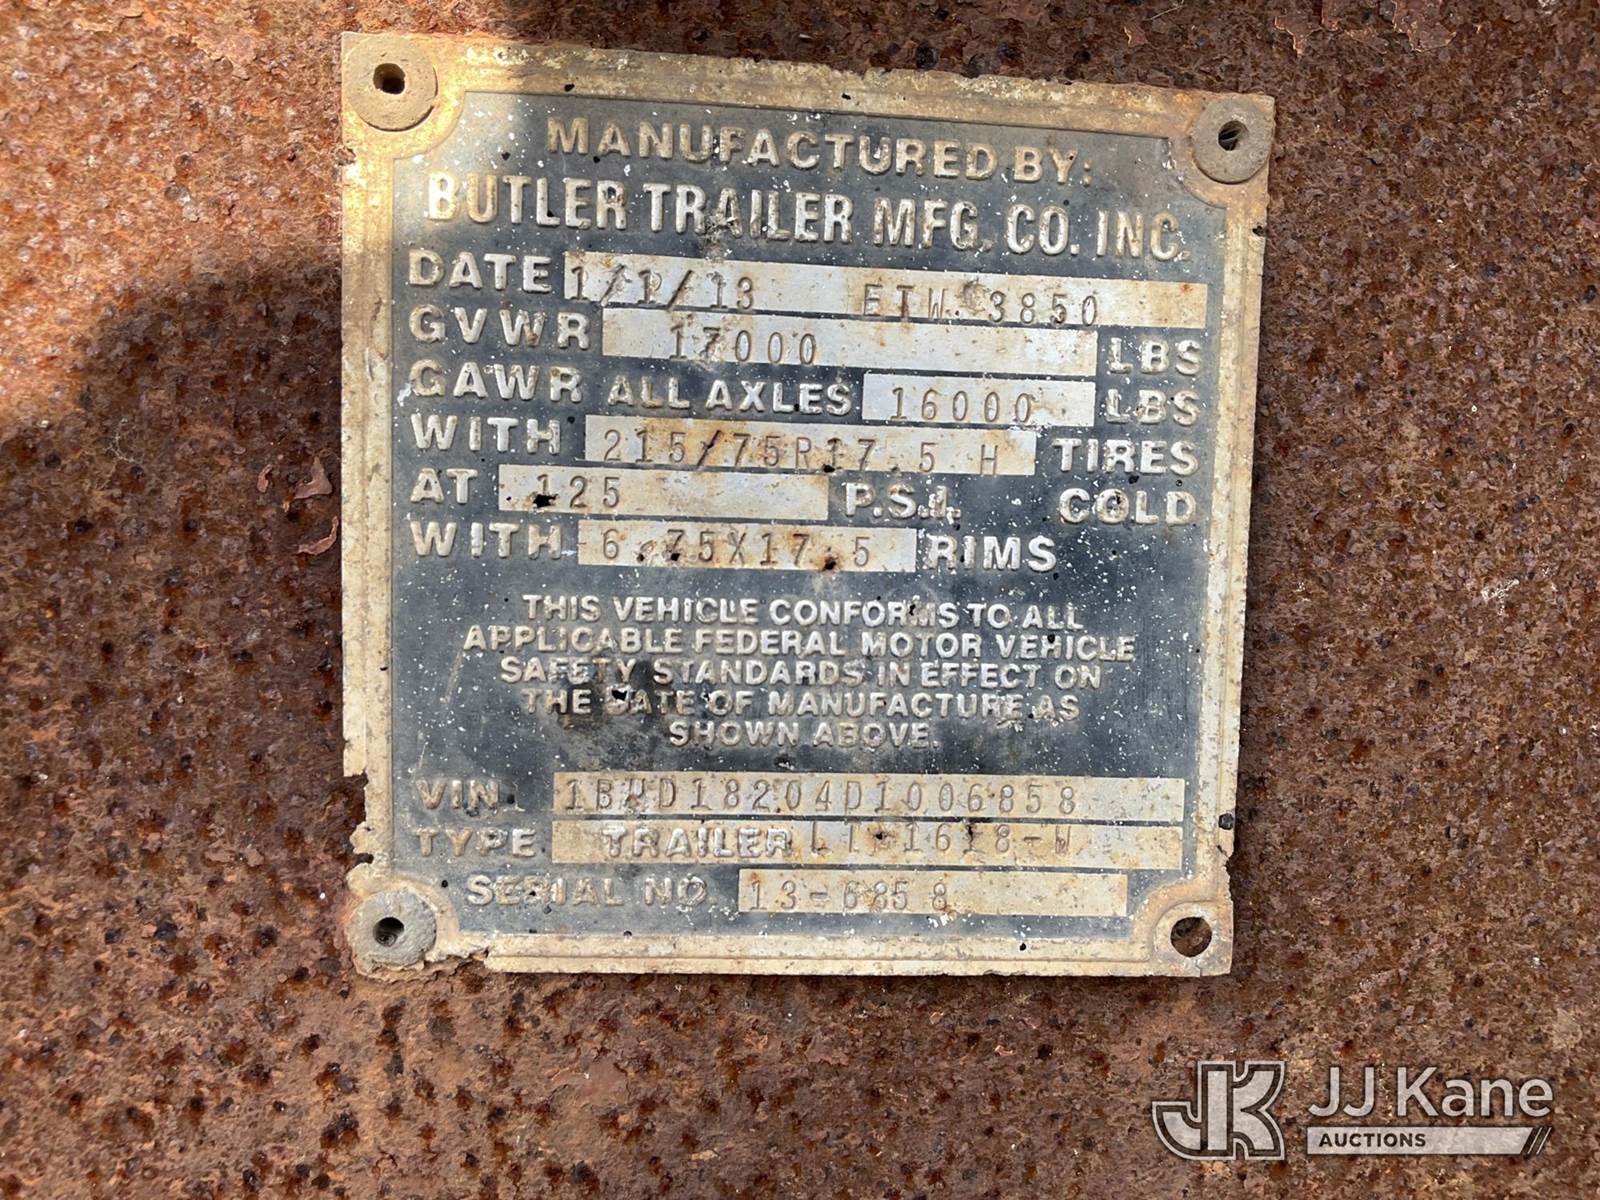 MANUFACTURED BY:
BUTLER TRAILER MFG. CO. INC.
DATE 1/1/13 ETW 3850
GVWR 17000 LBS
GAWR ALL AXLES 16000 LBS
WITH 215/75R17.5 H TIRES
AT 125 P.S.I. COLD
WITH 6.75X17.5 RIMS
THIS VEHICLE CONFORMS TO ALL
APPLICABLE FEDERAL MOTOR VEHICLE
SAFETY STANDARDS IN EFFECT ON
THE DATE OF MANUFACTURE AS
SHOWN ABOVE.
VIN 1BUD18204D1006858
TYPE TRAILER
SERIAL NO. 13-6858
JK JJ Kane
AUCTIONS